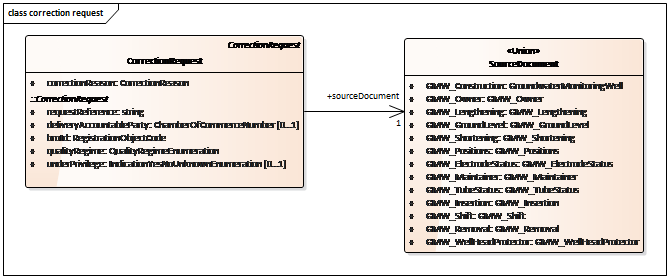 class correction request
CorrectionRequest
CorrectionRequest
+ correctionReason: CorrectionReason
::CorrectionRequest
+ requestReference: string
+ deliveryAccountableParty: ChamberOfCommerceNumber [0..1]
+ broId: RegistrationObjectCode
+ qualityRegime: QualityRegimeEnumeration
+ underPrivilege: IndicationYesNoUnknownEnumeration [0..1]
+sourceDocument
1
«Union»
SourceDocument
+ GMW_Construction: GroundwaterMonitoringWell
+ GMW_Owner: GMW_Owner
+ GMW_Lengthening: GMW_Lengthening
+ GMW_GroundLevel: GMW_GroundLevel
+ GMW_Shortening: GMW_Shortening
+ GMW_Positions: GMW_Positions
+ GMW_ElectrodeStatus: GMW_ElectrodeStatus
+ GMW_Maintainer: GMW_Maintainer
+ GMW_TubeStatus: GMW_TubeStatus
+ GMW_Insertion: GMW_Insertion
+ GMW_Shift: GMW_Shift
+ GMW_Removal: GMW_Removal
+ GMW_WellHeadProtector: GMW_WellHeadProtector